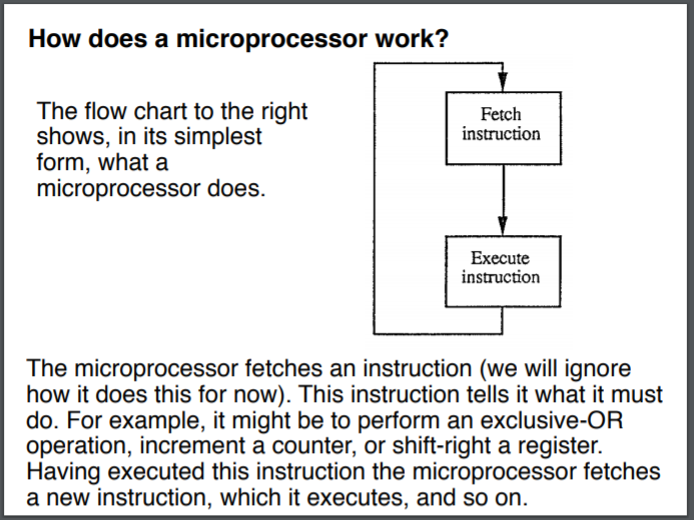 How does a microprocessor work?
The flow chart to the right
shows, in its simplest
form, what a
microprocessor does.
Fetch
instruction
Execute
instruction
The microprocessor fetches an instruction (we will ignore
how it does this for now). This instruction tells it what it must
do. For example, it might be to perform an exclusive-OR
operation, increment a counter, or shift-right a register.
Having executed this instruction the microprocessor fetches
a new instruction, which it executes, and so on.